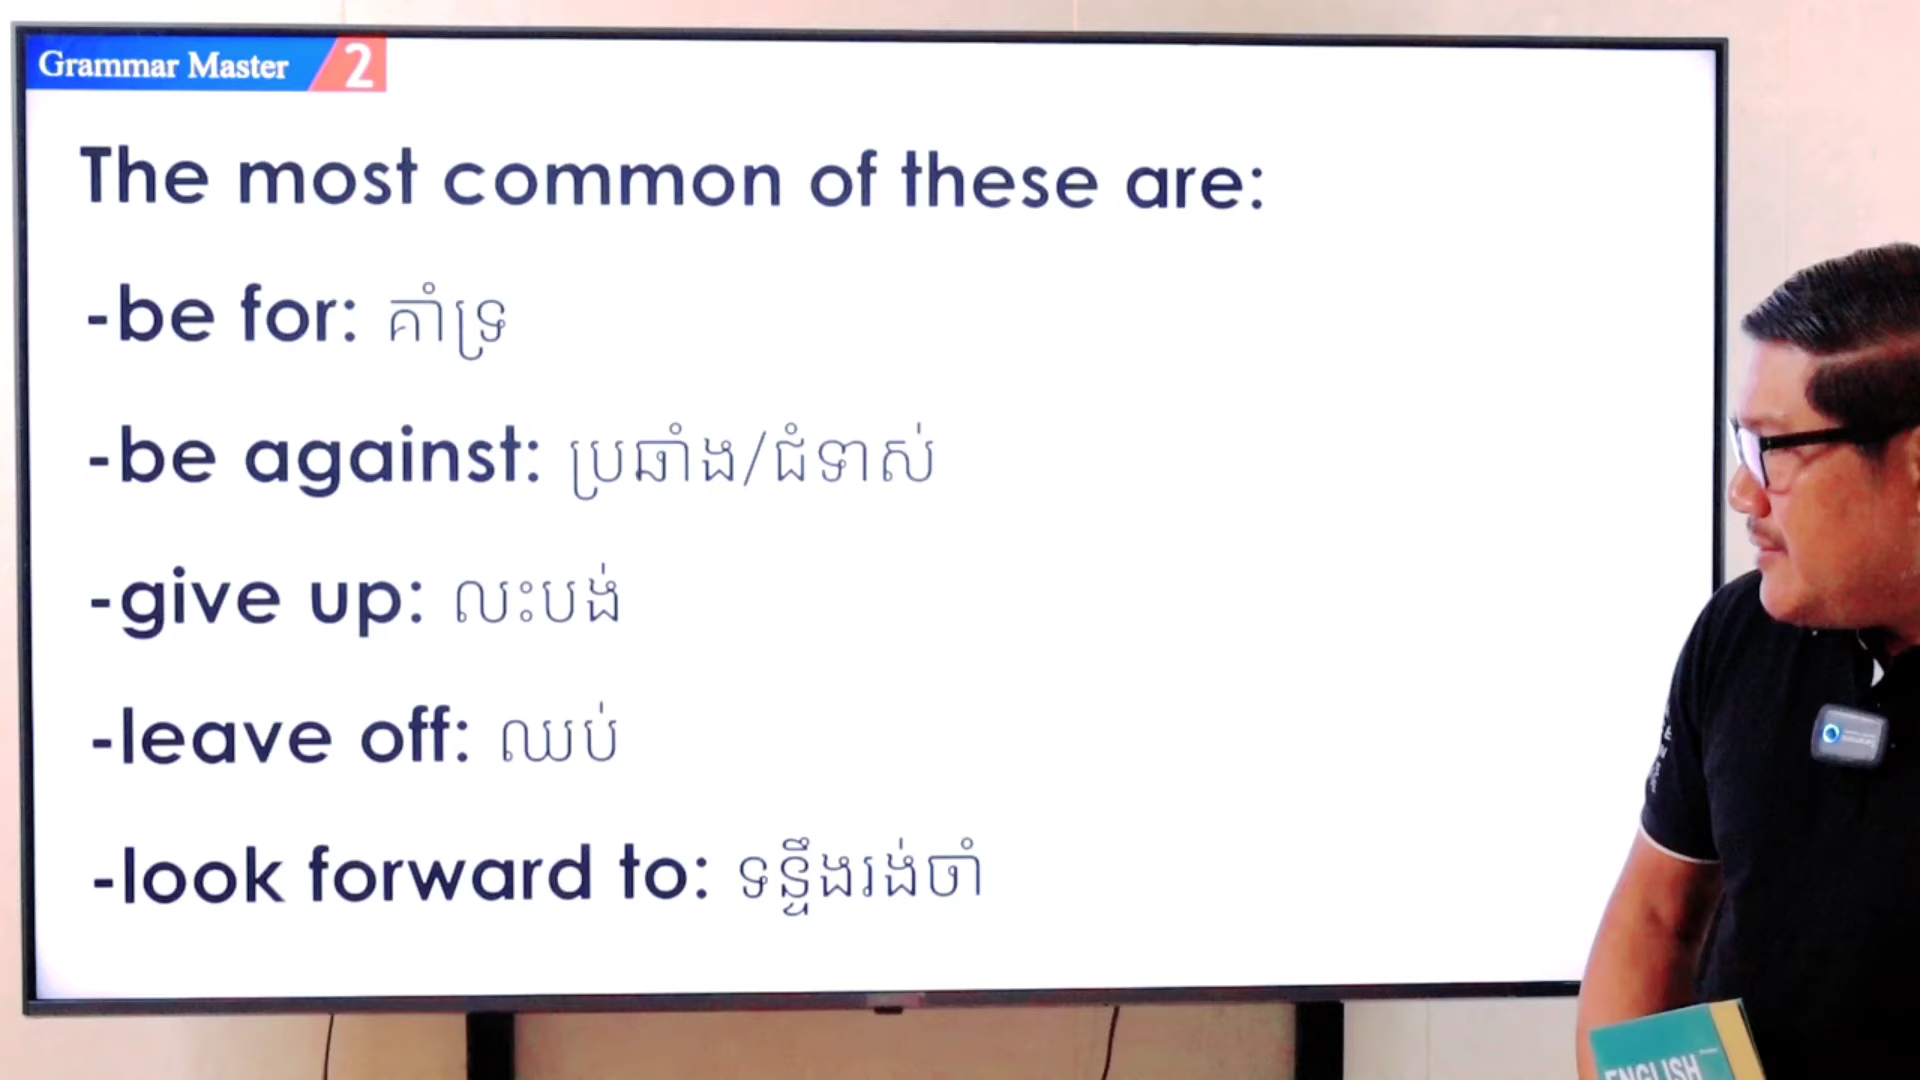 Grammar Master 2
The most common of these are:
-be for: គាំទ្រ
-be against: ប្រឆាំង/ជំទាស់
-give up: លះបង់
-leave off: ឈប់
-look forward to: ទន្ទឹងរង់ចាំ
ENGLISH